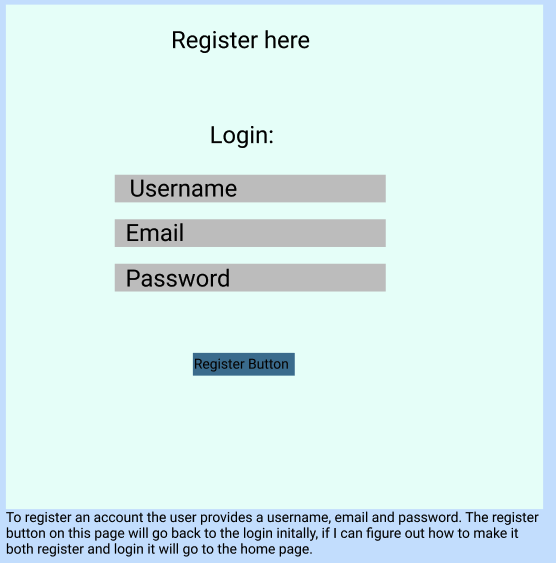 Register here
Login:
Username
Email
Password
Register Button
To register an account the user provides a username, email and password. The register
button on this page will go back to the login initally, if I can figure out how to make it
both register and login it will go to the home page.